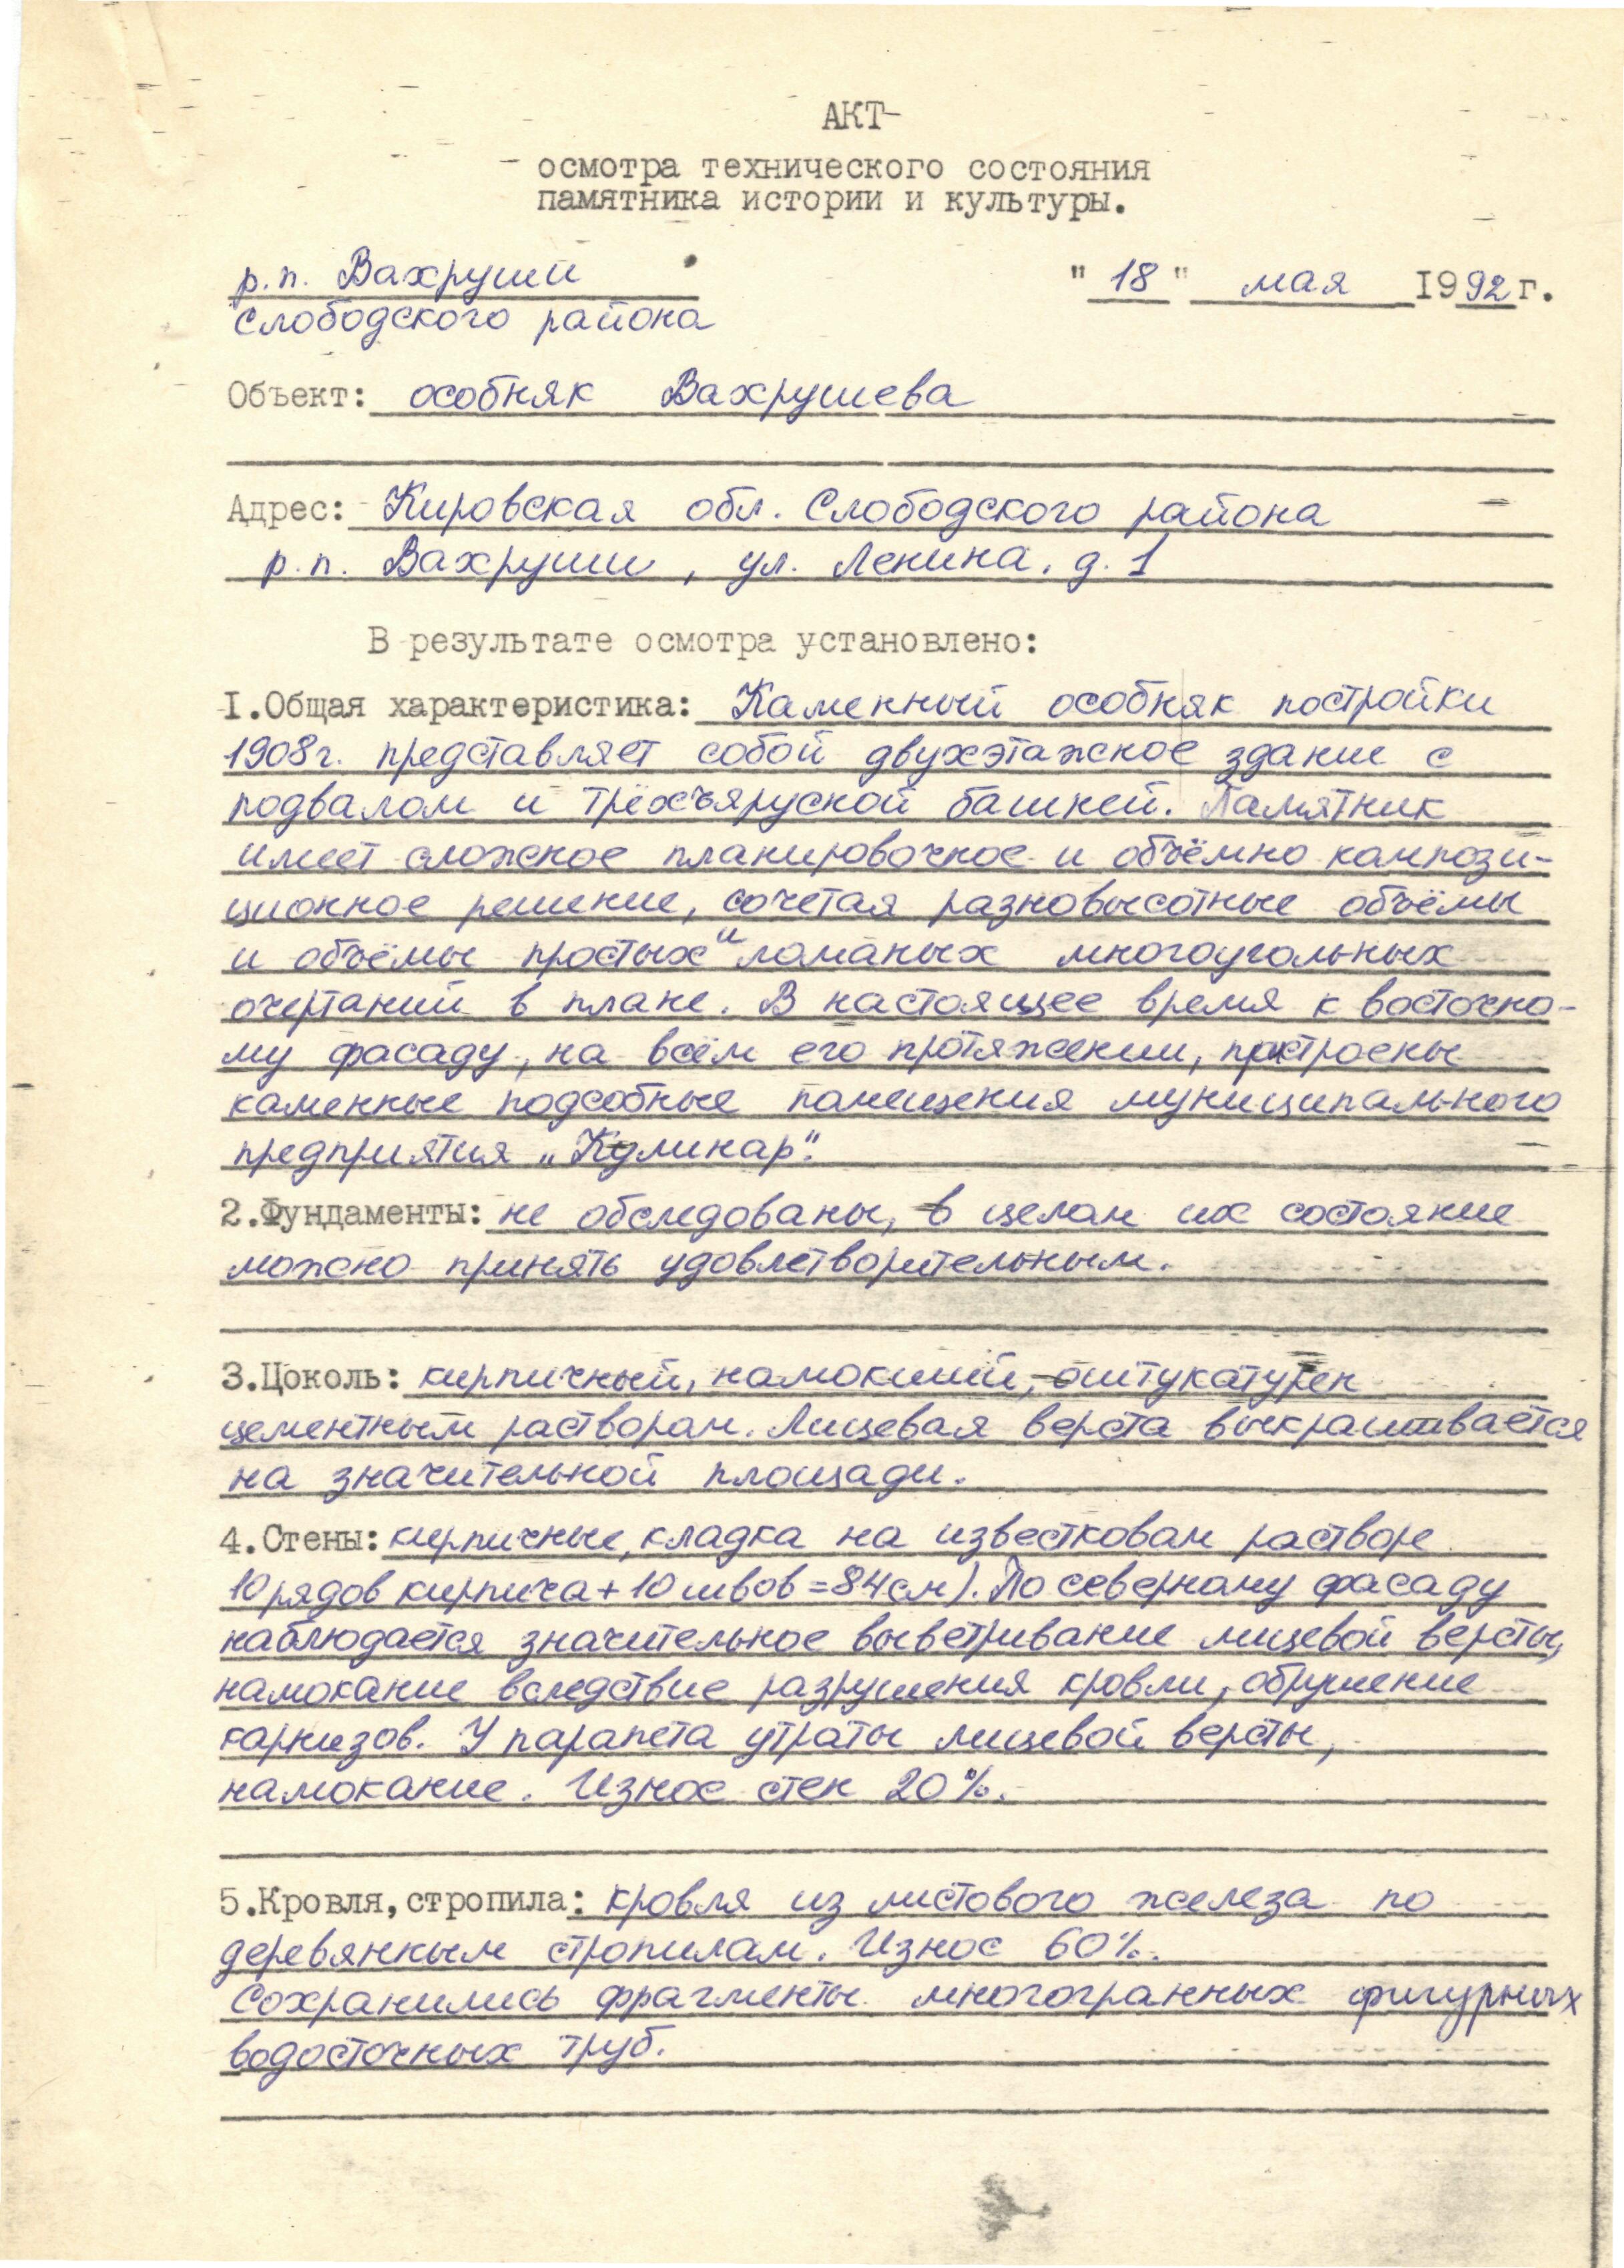 АКТ
осмотра технического состояния
памятника истории и культуры.
р.п. Вахруши
"18" мая 1992г.
Слободского района
Объект: особняк Вахрушева
Адрес: Кировская обл. Слободского района
р.п. Вахруши, ул. Ленина, д. 1
В результате осмотра установлено:
I.Общая характеристика: Каменный особняк постройки
1908г. представляет собой двухэтажное здание с
подвалом и трёхъярусной башней. Памятник
имеет сложное планировочное и объёмно компози-
ционное решение, сочетая разновысотные объёмы
и объёмы простых и ломаных многоугольных
очертаний в плане. В настоящее время к восточно-
му фасаду, на всём его протяжении, пристроены
каменные подсобные помещения муниципального
предприятия „Кулинар".
2.Фундаменты: не обследованы, в целом их состояние
можно принять удовлетворительным.
3.Цоколь: кирпичный, намокший, оштукатурен
цементным раствором. Лицевая верста выкрашивается
на значительной площади.
4.Стены: кирпичные, кладка на известковом растворе
10 рядов кирпича + 10 швов = 84см). По северному фасаду
наблюдается значительное выветривание лицевой версты,
намокание вследствие разрушения кровли, обрушение
карнизов. У парапета утраты лицевой версты,
намокание. Износ стен 20%.
5.Кровля, стропила: кровля из листового железа по
деревянным стропилам. Износ 60%.
Сохранились фрагменты многогранных фигурных
водосточных труб.